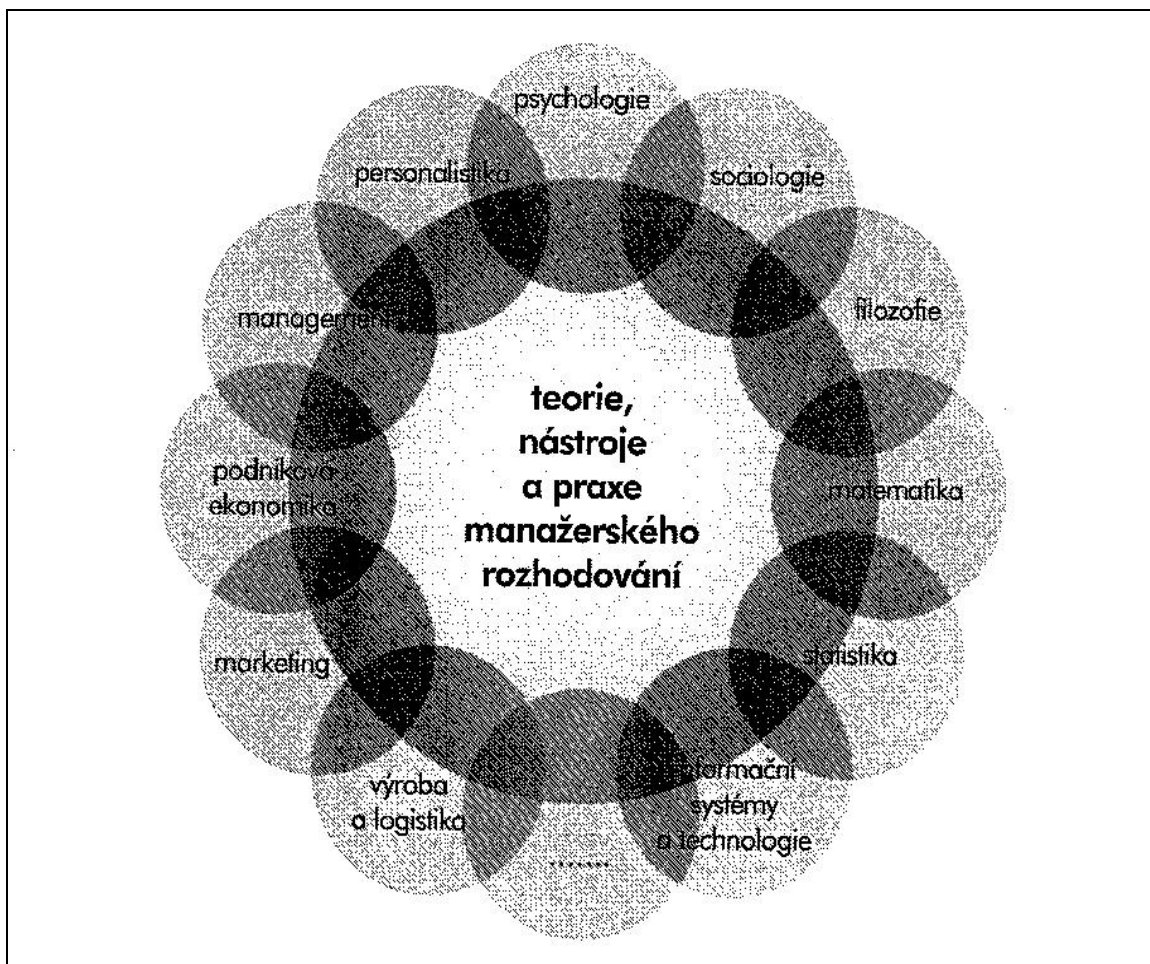 psychologie
personalistika
sociologie
management
filozofie
teorie,
nástroje
a praxe
manažerského
rozhodování
podniková
ekonomika
matematika
marketing
statistika
výroba
a logistika
informační
systémy
a technologie
.......